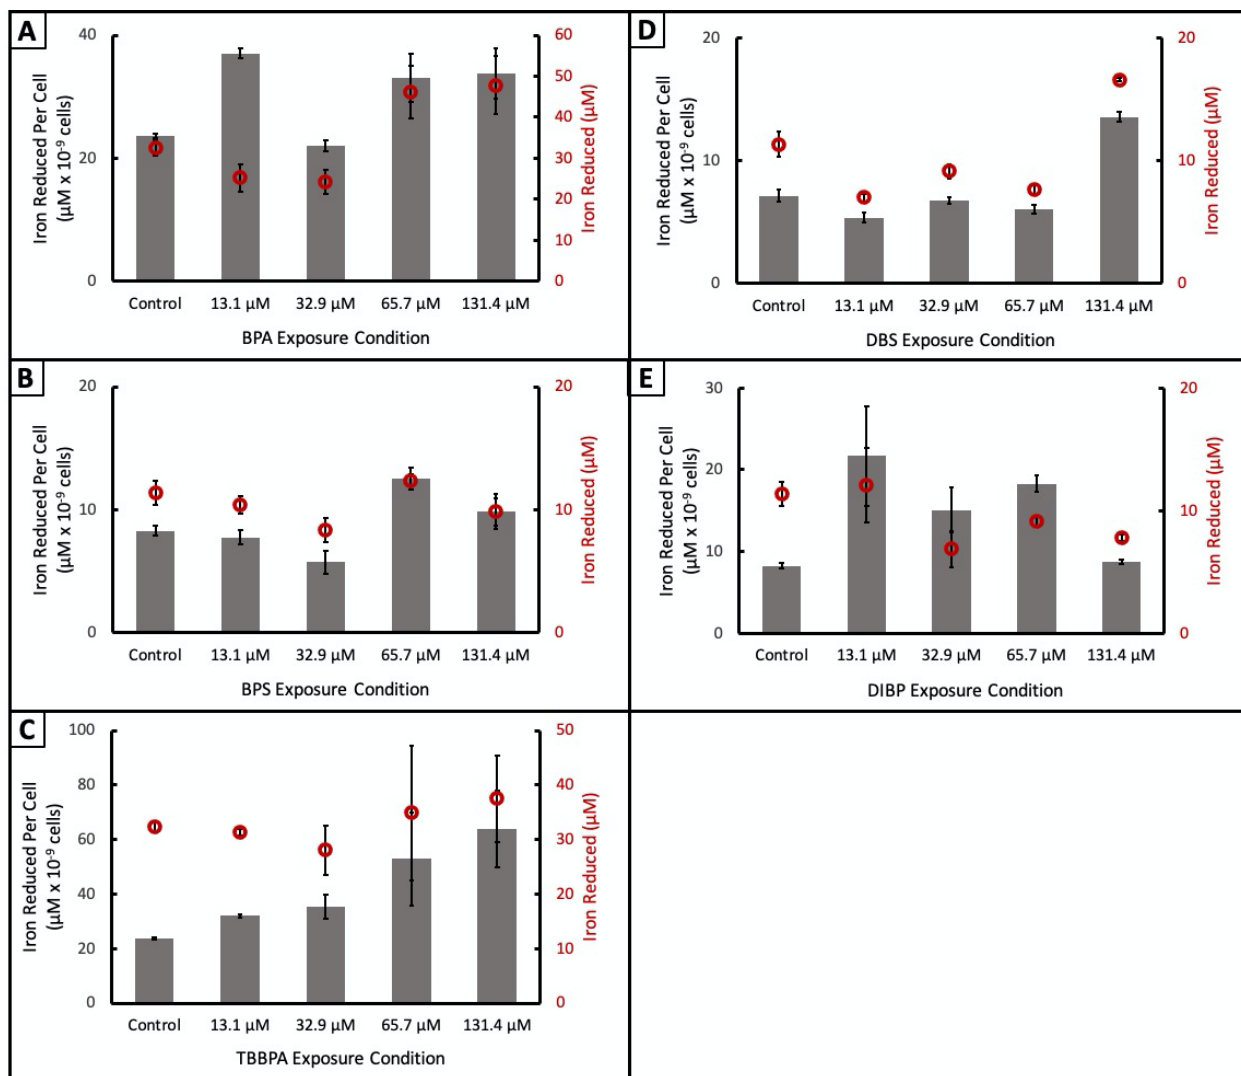 A
Iron Reduced Per Cell
(µM x 10⁻⁹ cells)
40
20
0
60
50
40
30
20
10
0
Iron Reduced (µM)
Control 13.1 µM 32.9 µM 65.7 µM 131.4 µM
BPA Exposure Condition
B
Iron Reduced Per Cell
(µM x 10⁻⁹ cells)
20
10
0
20
10
0
Iron Reduced (µM)
Control 13.1 µM 32.9 µM 65.7 µM 131.4 µM
BPS Exposure Condition
C
Iron Reduced Per Cell
(µM x 10⁻⁹ cells)
100
80
60
40
20
0
50
40
30
20
10
0
Iron Reduced (µM)
Control 13.1 µM 32.9 µM 65.7 µM 131.4 µM
TBBPA Exposure Condition
D
Iron Reduced Per Cell
(µM x 10⁻⁹ cells)
20
10
0
20
10
0
Iron Reduced (µM)
Control 13.1 µM 32.9 µM 65.7 µM 131.4 µM
DBS Exposure Condition
E
Iron Reduced Per Cell
(µM x 10⁻⁹ cells)
30
20
10
0
20
10
0
Iron Reduced (µM)
Control 13.1 µM 32.9 µM 65.7 µM 131.4 µM
DIBP Exposure Condition